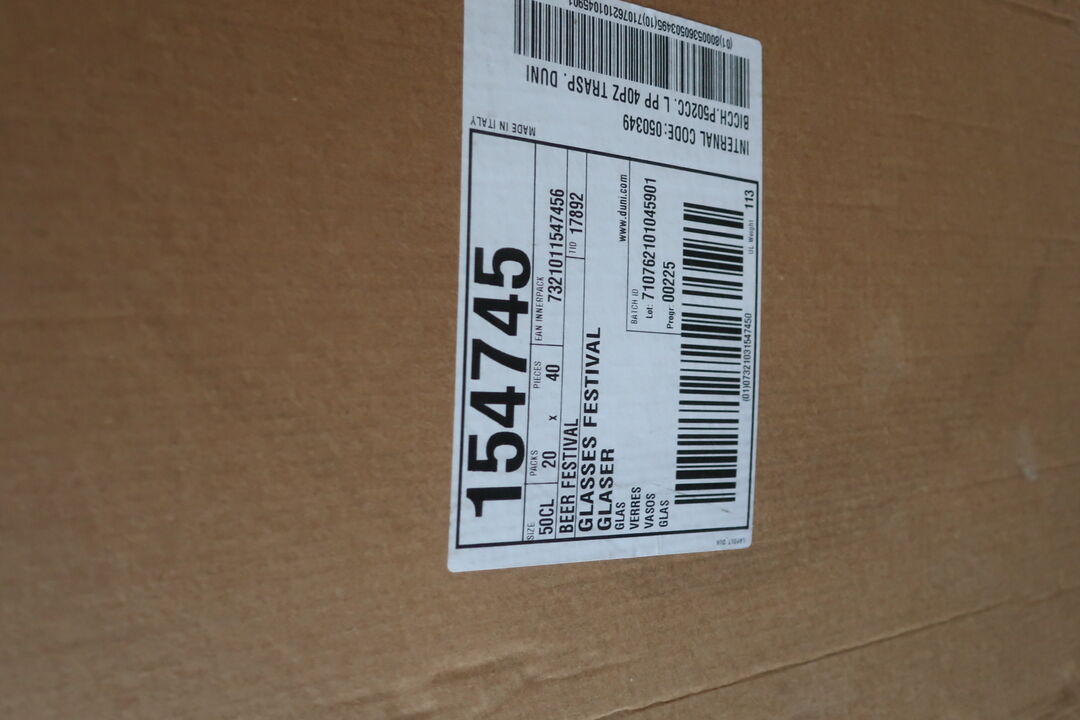 154745
SIZE PACKS PIECES EAN INNERPACK
50CL 20 x 40 7321011547456
BEER FESTIVAL TID 17892
GLASSES FESTIVAL
GLASER
GLAS
VERRES
VASOS
GLAS
www.duni.com
BATCH ID
Lot: 710762101045901
Progr. 00225
(01)07321031547450
UL Weight 113
MADE IN ITALY
INTERNAL CODE: 050349
BICCH.P502CC. L PP 40PZ TRASP. DUNI
(01)80005360503495(10)710762101045901